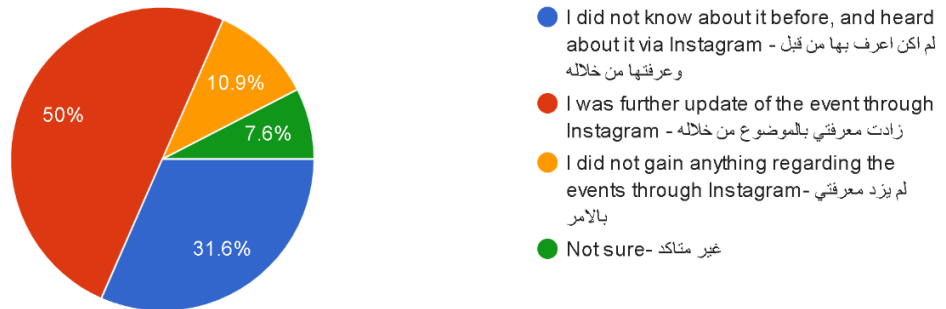 50%
10.9%
7.6%
31.6%
I did not know about it before, and heard
about it via Instagram - لم اكن اعرف بها من قبل
وعرفتها من خلاله
I was further update of the event through
Instagram - زادت معرفتي بالموضوع من خلاله
I did not gain anything regarding the
events through Instagram- لم يزد معرفتي
بالامر
Not sure- غير متاكد